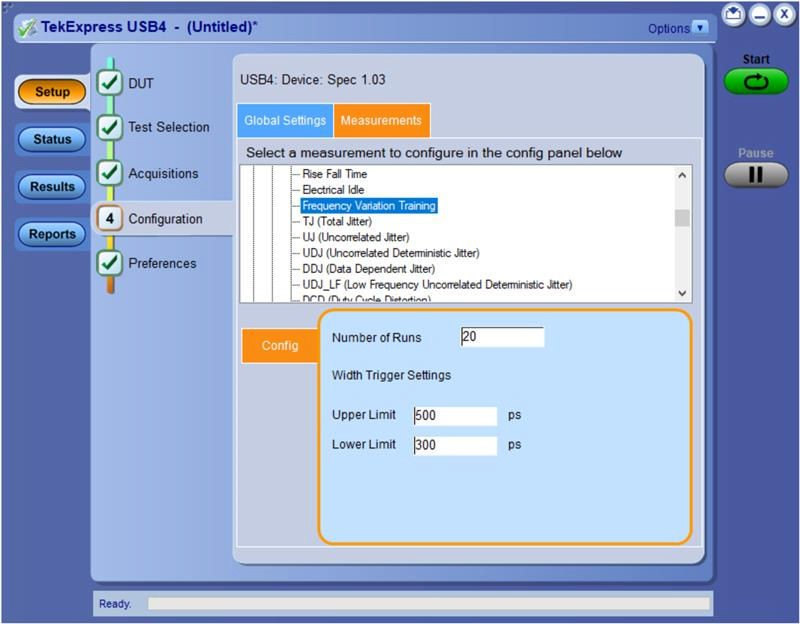 TekExpress USB4 - (Untitled)*
Options
Start
Pause
Setup
Status
Results
Reports
DUT
Test Selection
Acquisitions
4 Configuration
Preferences
USB4: Device: Spec 1.03
Global Settings
Measurements
Select a measurement to configure in the config panel below
Rise Fall Time
Electrical Idle
Frequency Variation Training
TJ (Total Jitter)
UJ (Uncorrelated Jitter)
UDJ (Uncorrelated Deterministic Jitter)
DDJ (Data Dependent Jitter)
UDJ_LF (Low Frequency Uncorrelated Deterministic Jitter)
DCD (Duty Cycle Distortion)
Config
Number of Runs 20
Width Trigger Settings
Upper Limit 500 ps
Lower Limit 300 ps
Ready.